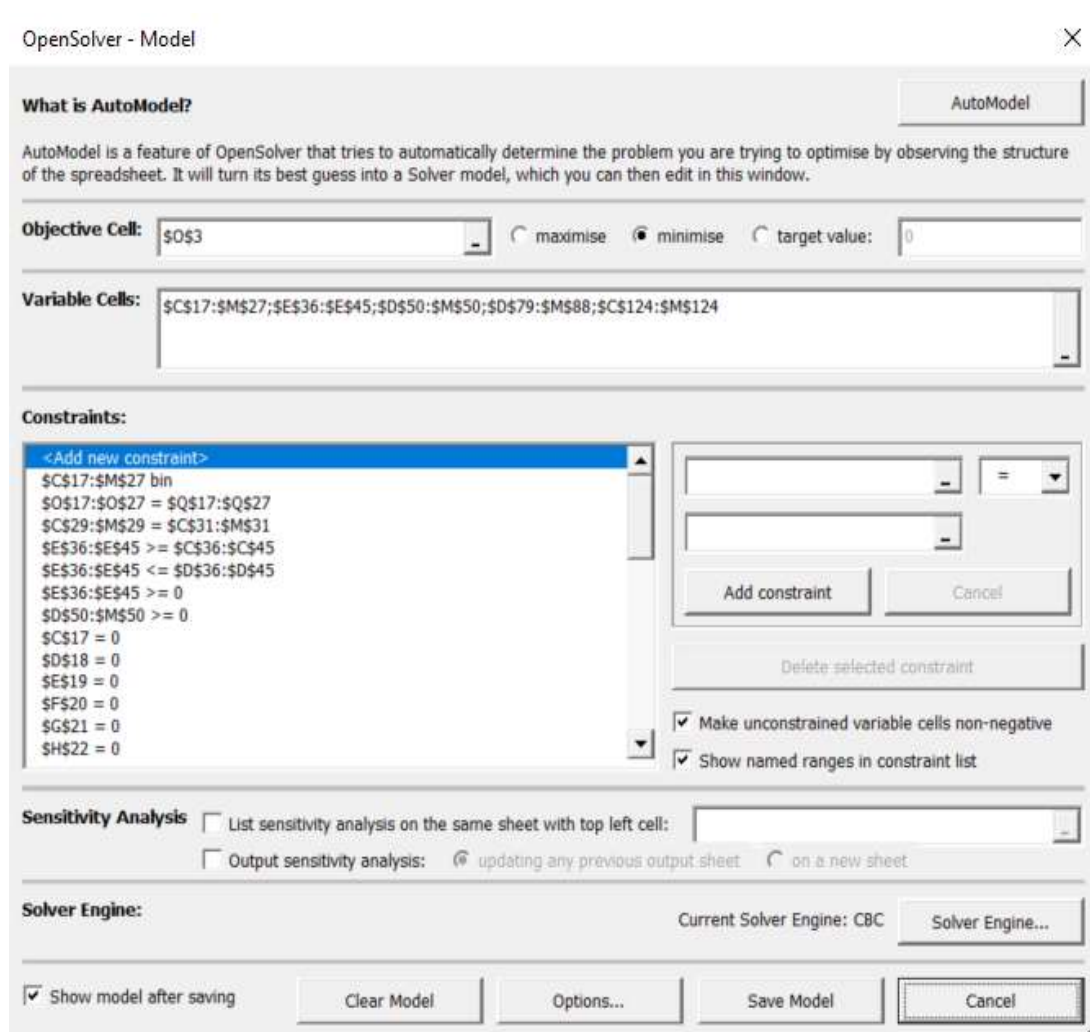 OpenSolver - Model
What is AutoModel?
AutoModel
AutoModel is a feature of OpenSolver that tries to automatically determine the problem you are trying to optimise by observing the structure
of the spreadsheet. It will turn its best guess into a Solver model, which you can then edit in this window.
Objective Cell: $O$3 maximise minimise target value: 0
Variable Cells: $C$17:$M$27;$E$36:$E$45;$D$50:$M$50;$D$79:$M$88;$C$124:$M$124
Constraints:
<Add new constraint>
$C$17:$M$27 bin
$O$17:$O$27 = $Q$17:$Q$27
$C$29:$M$29 = $C$31:$M$31
$E$36:$E$45 >= $C$36:$C$45
$E$36:$E$45 <= $D$36:$D$45
$E$36:$E$45 >= 0
$D$50:$M$50 >= 0
$C$17 = 0
$D$18 = 0
$E$19 = 0
$F$20 = 0
$G$21 = 0
$H$22 = 0
=
Add constraint Cancel
Delete selected constraint
Make unconstrained variable cells non-negative
Show named ranges in constraint list
Sensitivity Analysis List sensitivity analysis on the same sheet with top left cell:
Output sensitivity analysis: updating any previous output sheet on a new sheet
Solver Engine:
Current Solver Engine: CBC Solver Engine...
Show model after saving Clear Model Options... Save Model Cancel